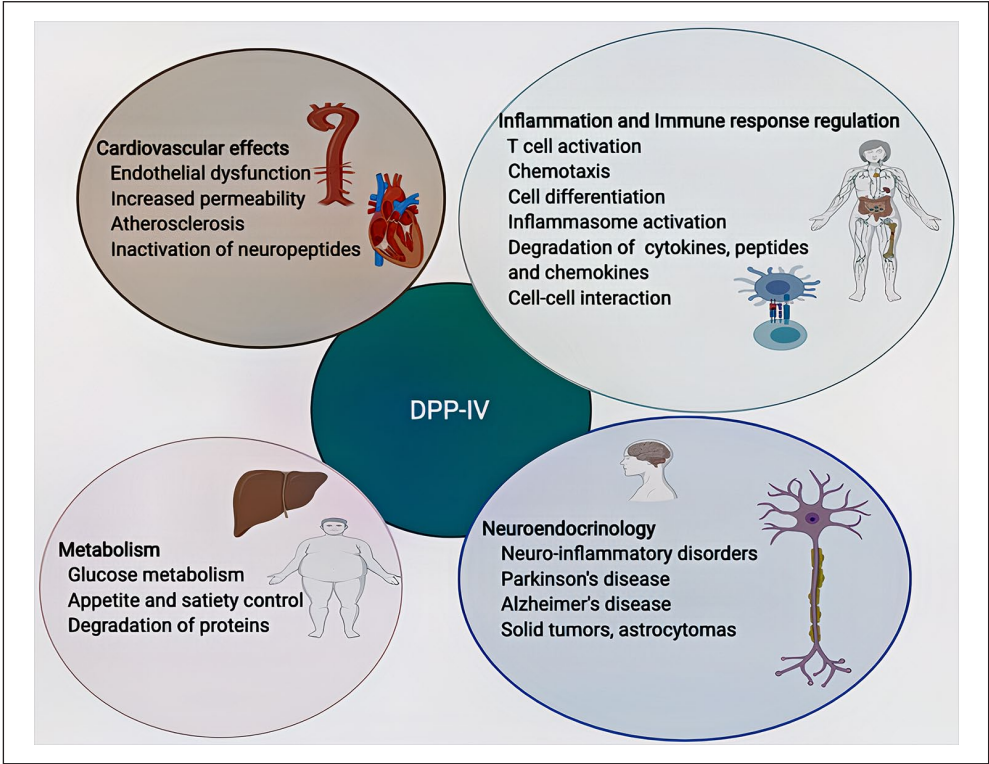 Cardiovascular effects
Endothelial dysfunction
Increased permeability
Atherosclerosis
Inactivation of neuropeptides
Inflammation and Immune response regulation
T cell activation
Chemotaxis
Cell differentiation
Inflammasome activation
Degradation of cytokines, peptides
and chemokines
Cell-cell interaction
DPP-IV
Metabolism
Glucose metabolism
Appetite and satiety control
Degradation of proteins
Neuroendocrinology
Neuro-inflammatory disorders
Parkinson's disease
Alzheimer's disease
Solid tumors, astrocytomas